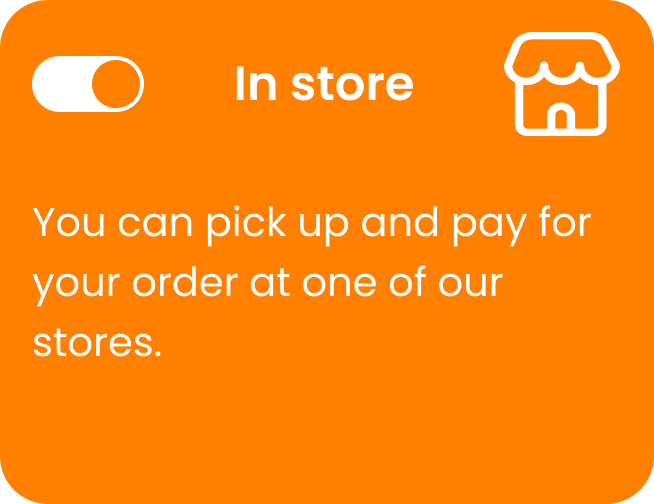 In store
You can pick up and pay for
your order at one of our
stores.